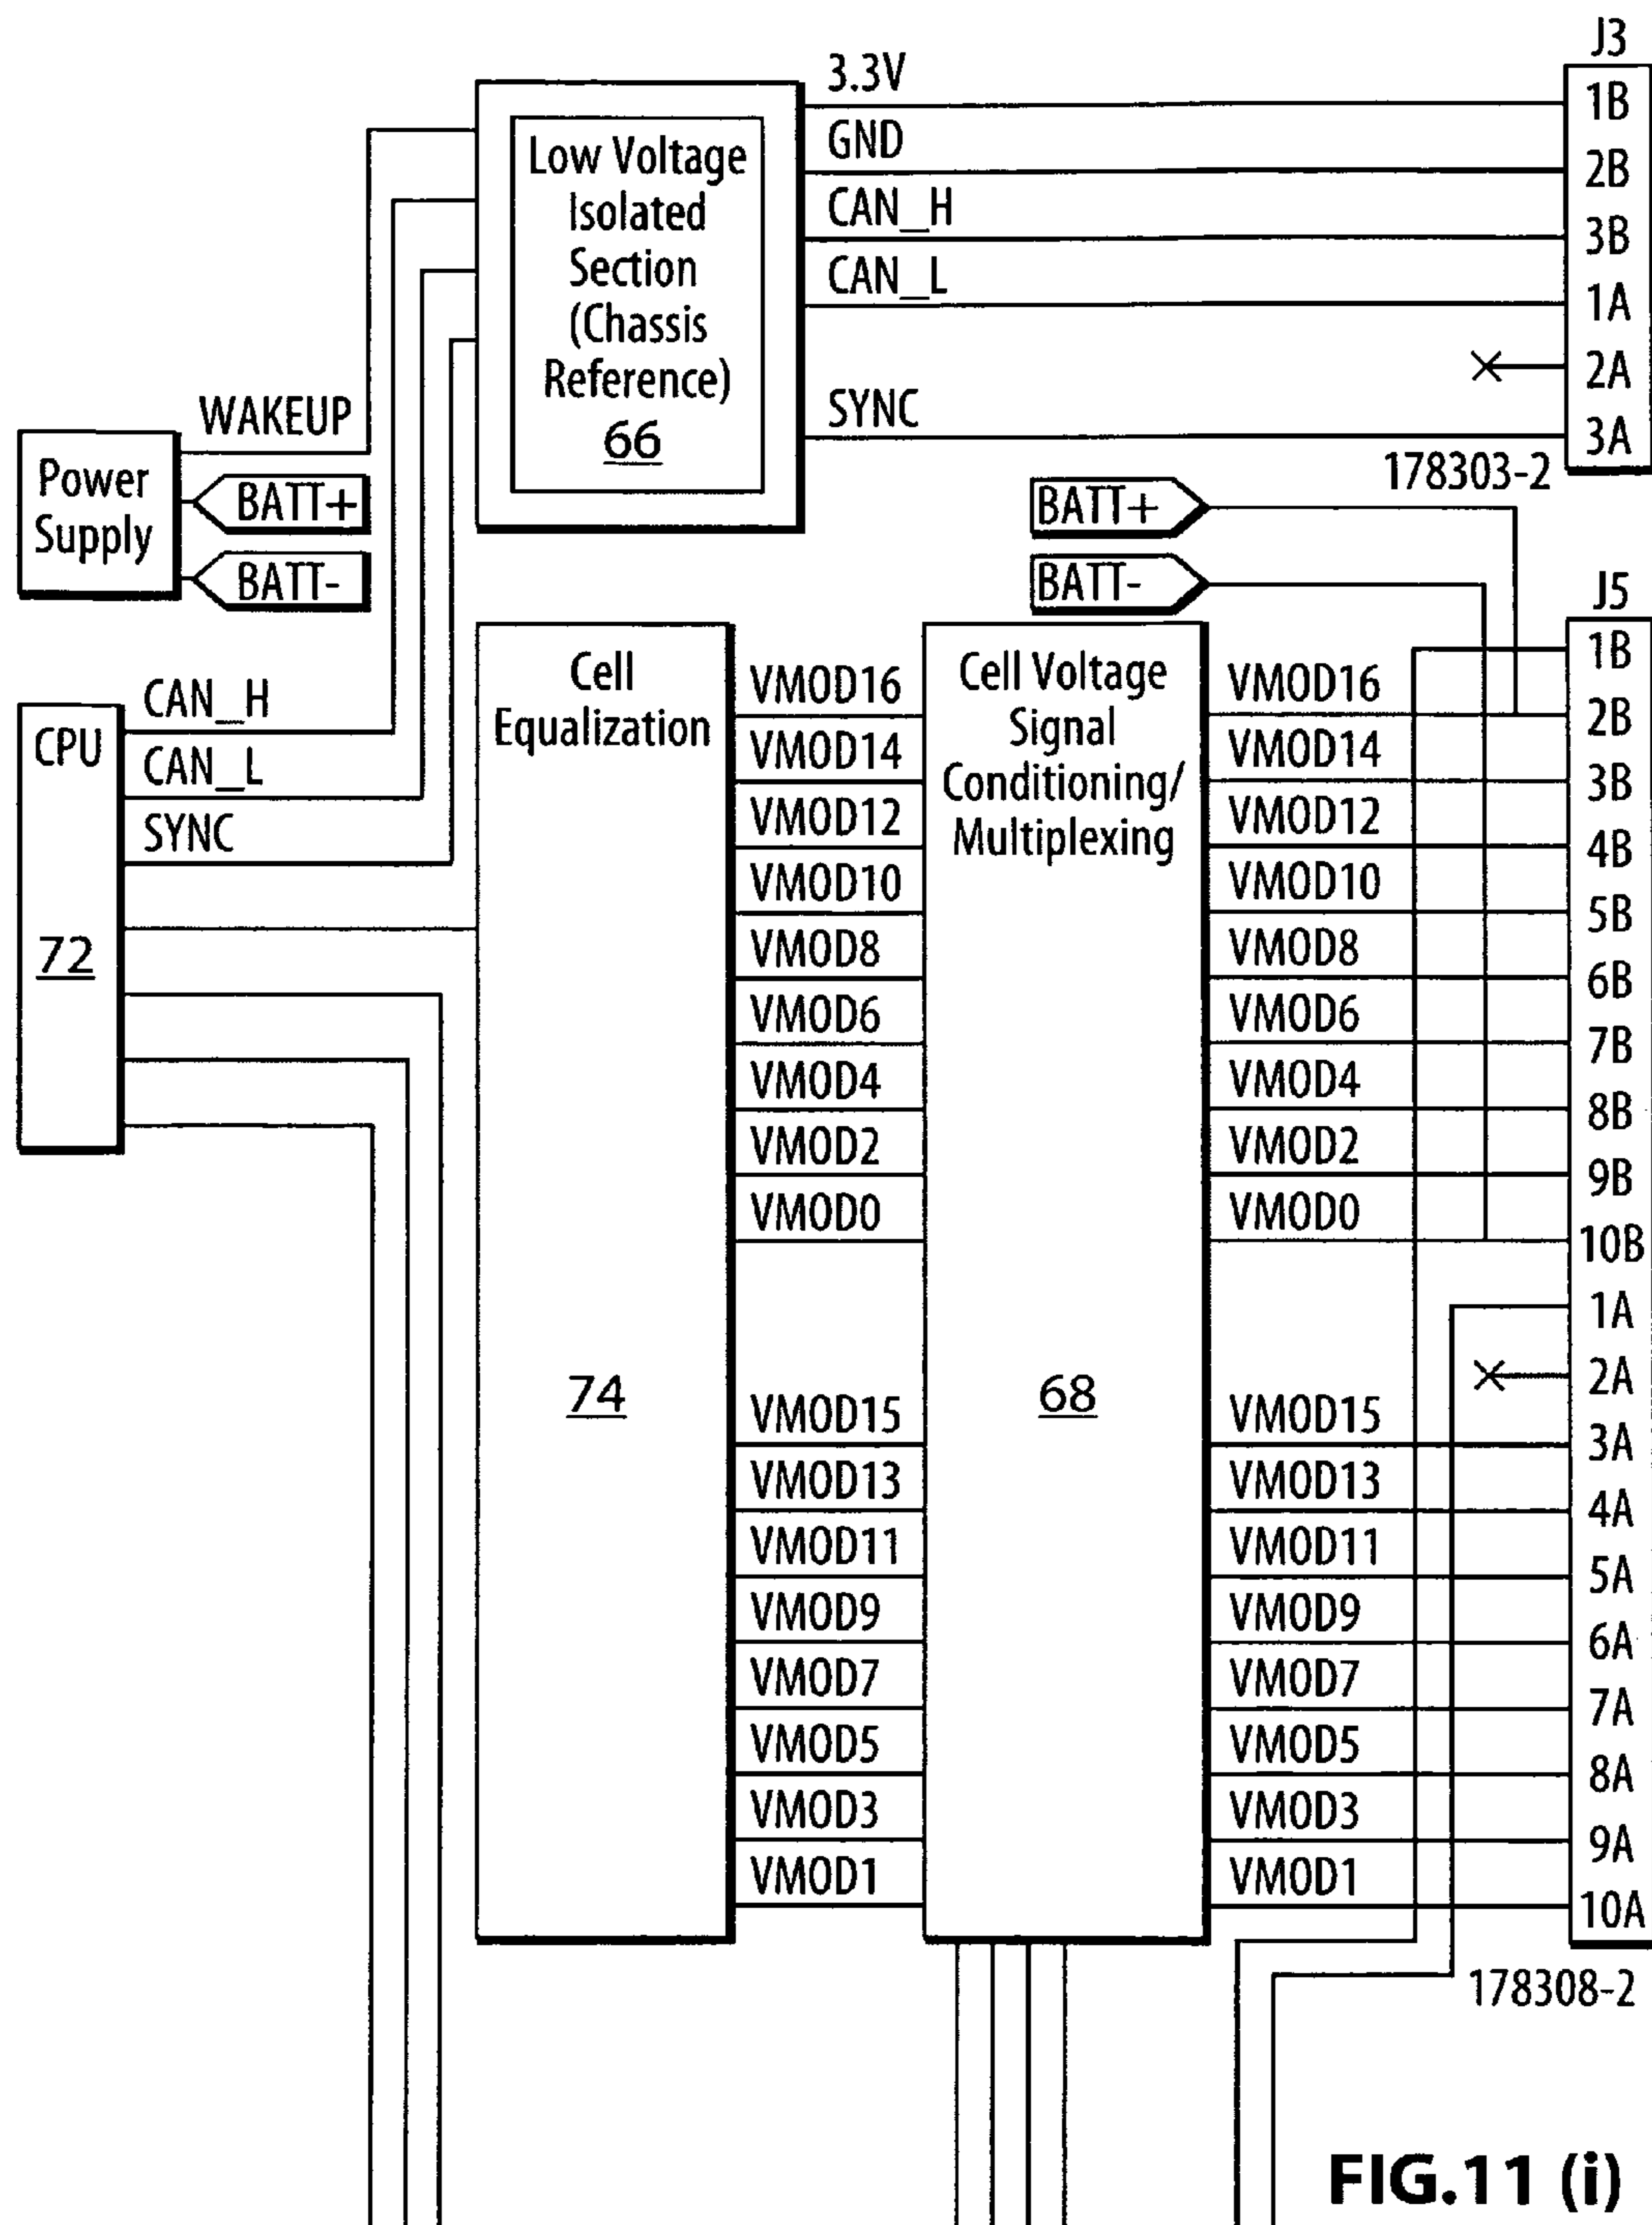 J3
3.3V
1B
GND
2B
CAN_H
3B
CAN_L
1A
2A
SYNC
3A
178303-2
Low Voltage
Isolated
Section
(Chassis
Reference)
66
WAKEUP
Power
Supply
BATT+
BATT-
BATT+
BATT-
CPU
72
CAN_H
CAN_L
SYNC
Cell
Equalization
74
VMOD16
VMOD14
VMOD12
VMOD10
VMOD8
VMOD6
VMOD4
VMOD2
VMOD0
VMOD15
VMOD13
VMOD11
VMOD9
VMOD7
VMOD5
VMOD3
VMOD1
Cell Voltage
Signal
Conditioning/
Multiplexing
68
VMOD16
VMOD14
VMOD12
VMOD10
VMOD8
VMOD6
VMOD4
VMOD2
VMOD0
VMOD15
VMOD13
VMOD11
VMOD9
VMOD7
VMOD5
VMOD3
VMOD1
J5
1B
2B
3B
4B
5B
6B
7B
8B
9B
10B
1A
2A
3A
4A
5A
6A
7A
8A
9A
10A
178308-2
FIG.11 (i)